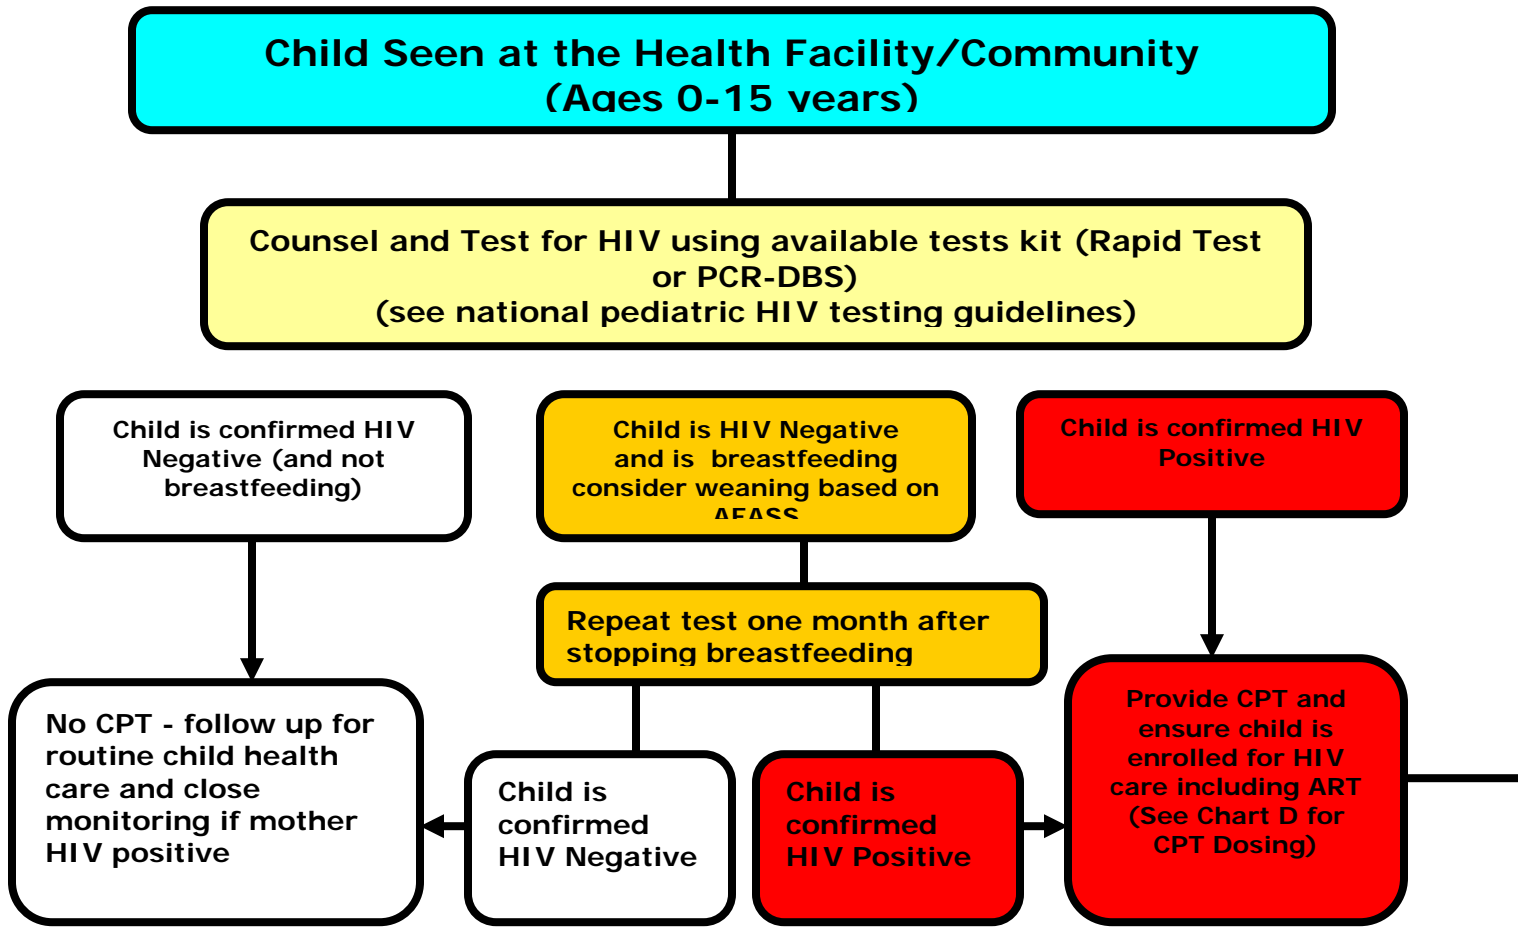 Child Seen at the Health Facility/Community
(Ages 0-15 years)
Counsel and Test for HIV using available tests kit (Rapid Test
or PCR-DBS)
(see national pediatric HIV testing guidelines)
Child is confirmed HIV
Negative (and not
breastfeeding)
Child is HIV Negative
and is breastfeeding
consider weaning based on
AFASS
Child is confirmed HIV
Positive
Repeat test one month after
stopping breastfeeding
No CPT - follow up for
routine child health
care and close
monitoring if mother
HIV positive
Child is
confirmed
HIV Negative
Child is
confirmed
HIV Positive
Provide CPT and
ensure child is
enrolled for HIV
care including ART
(See Chart D for
CPT Dosing)